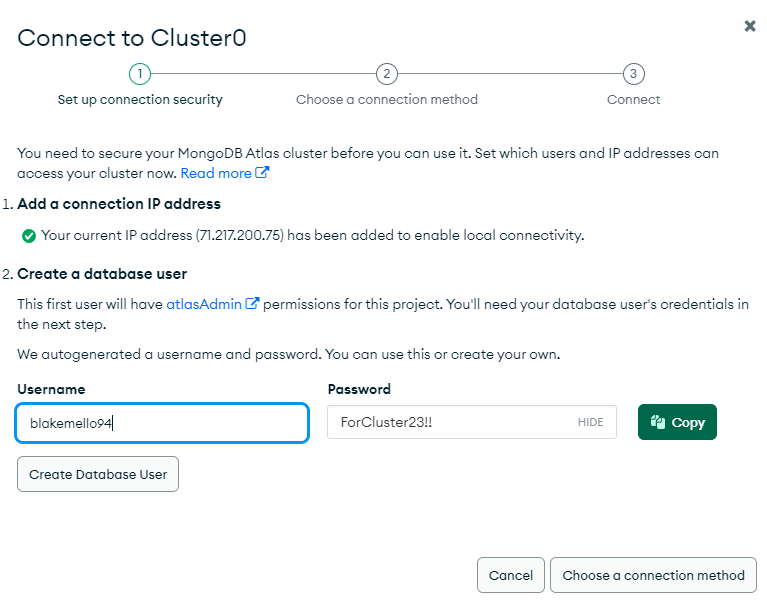 Connect to Cluster0
1 2 3
Set up connection security Choose a connection method Connect
You need to secure your MongoDB Atlas cluster before you can use it. Set which users and IP addresses can
access your cluster now. Read more
1. Add a connection IP address
Your current IP address (71.217.200.75) has been added to enable local connectivity.
2. Create a database user
This first user will have atlasAdmin permissions for this project. You'll need your database user's credentials in
the next step.
We autogenerated a username and password. You can use this or create your own.
Username Password
blakemello94 ForCluster23!! HIDE Copy
Create Database User
Cancel Choose a connection method